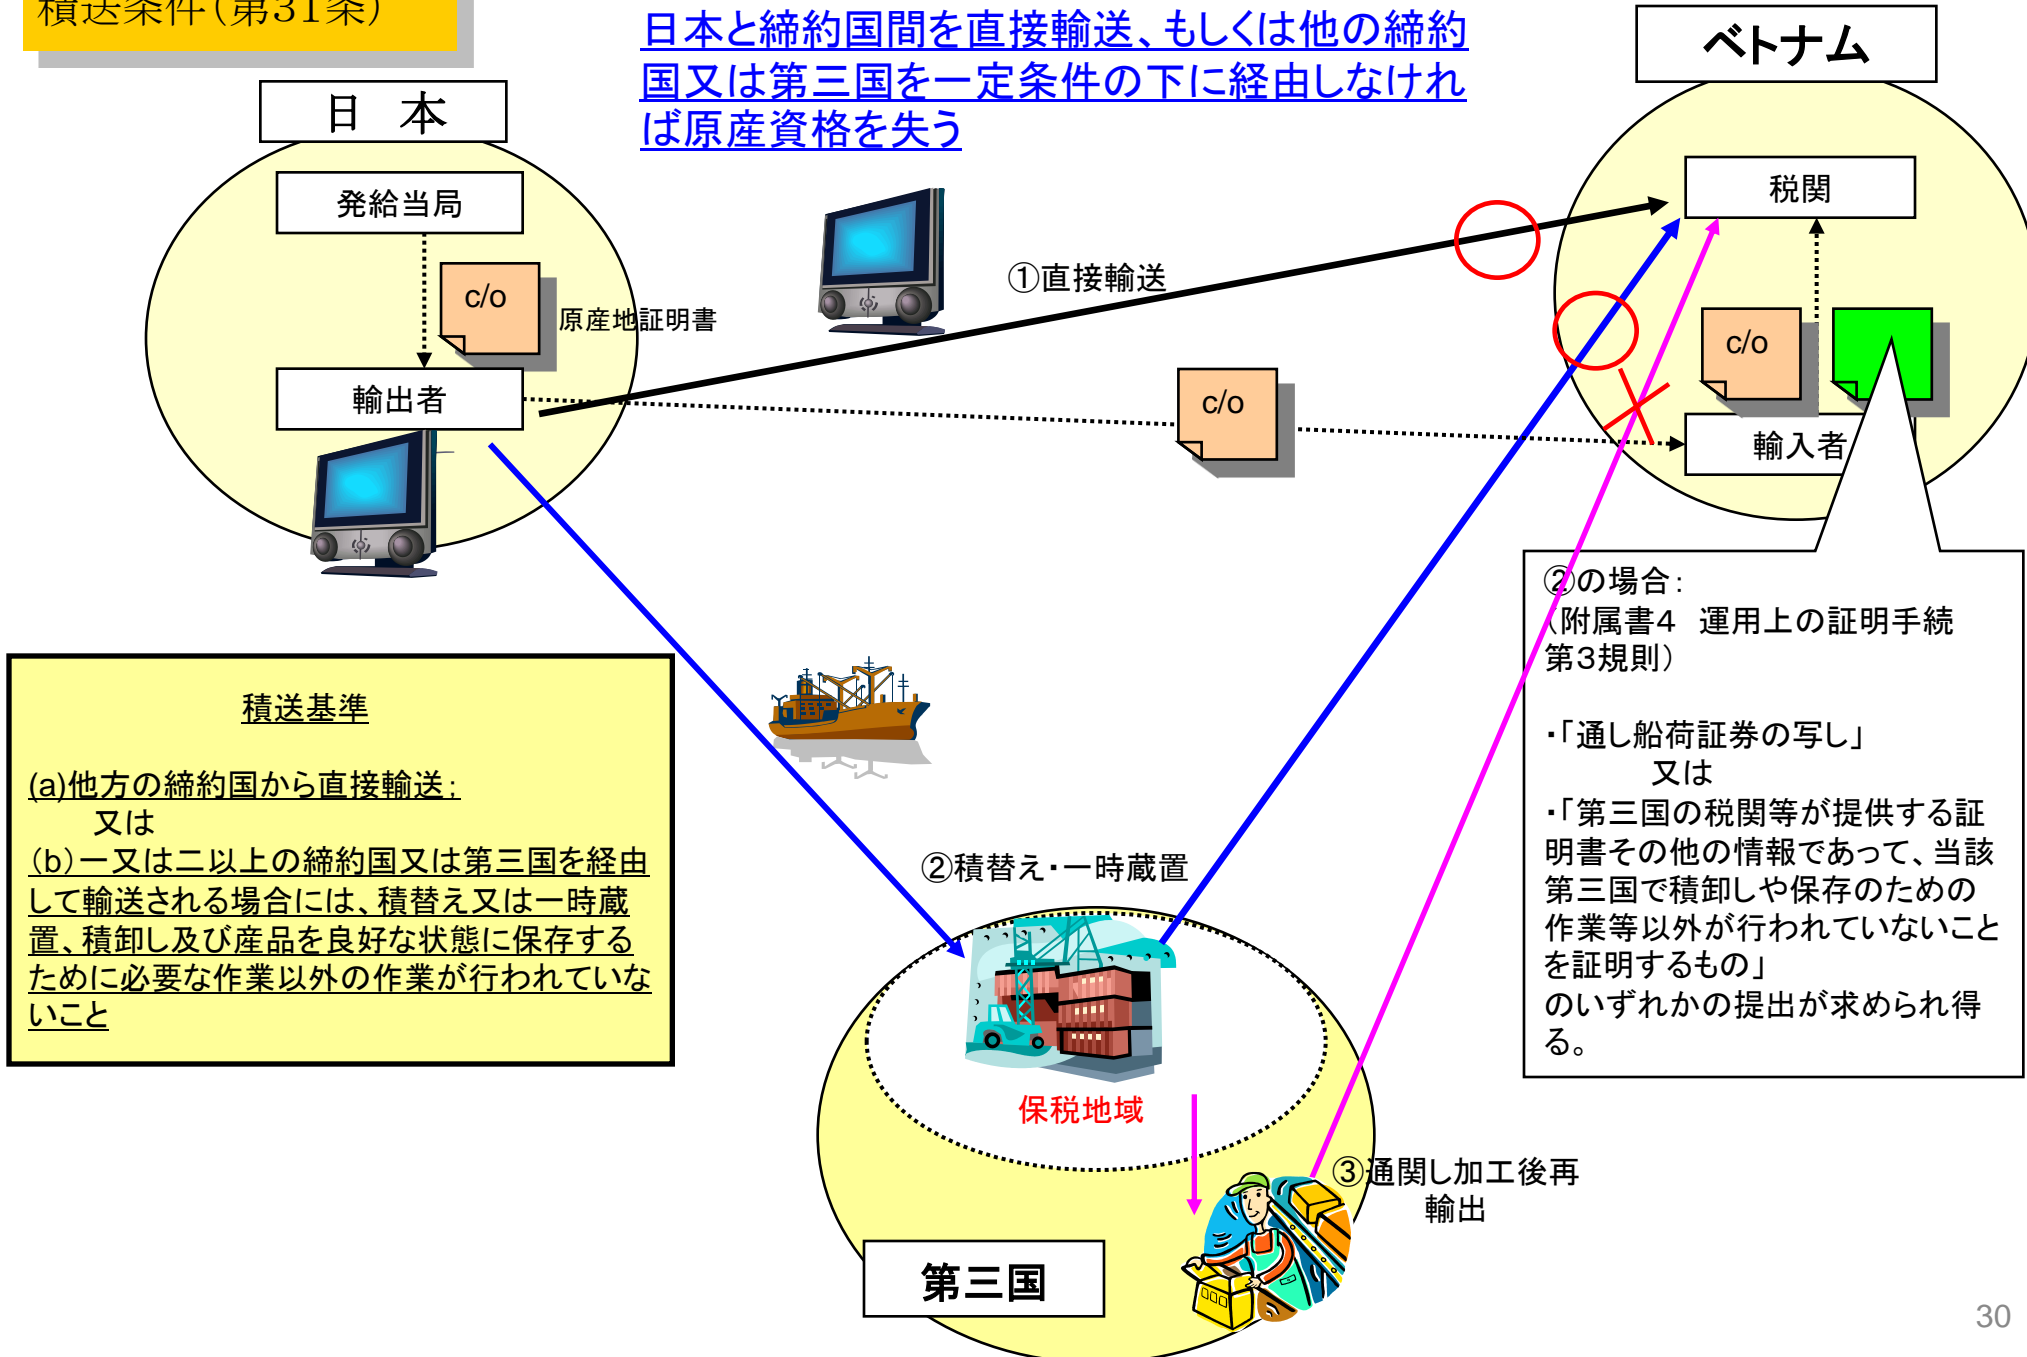 積送条件（第31条）
日本と締約国間を直接輸送、もしくは他の締約
国又は第三国を一定条件の下に経由しなけれ
ば原産資格を失う
ベトナム
日　本
発給当局
c/o
原産地証明書
輸出者
①直接輸送
c/o
税関
c/o
輸入者
②の場合：
（附属書4　運用上の証明手続
第3規則）
・「通し船荷証券の写し」
又は
・「第三国の税関等が提供する証
明書その他の情報であって、当該
第三国で積卸しや保存のための
作業等以外が行われていないこと
を証明するもの」
のいずれかの提出が求められ得
る。
積送基準
(a)他方の締約国から直接輸送；
又は
（b）一又は二以上の締約国又は第三国を経由
して輸送される場合には、積替え又は一時蔵
置、積卸し及び産品を良好な状態に保存する
ために必要な作業以外の作業が行われていな
いこと
②積替え・一時蔵置
保税地域
③通関し加工後再
輸出
第三国
30